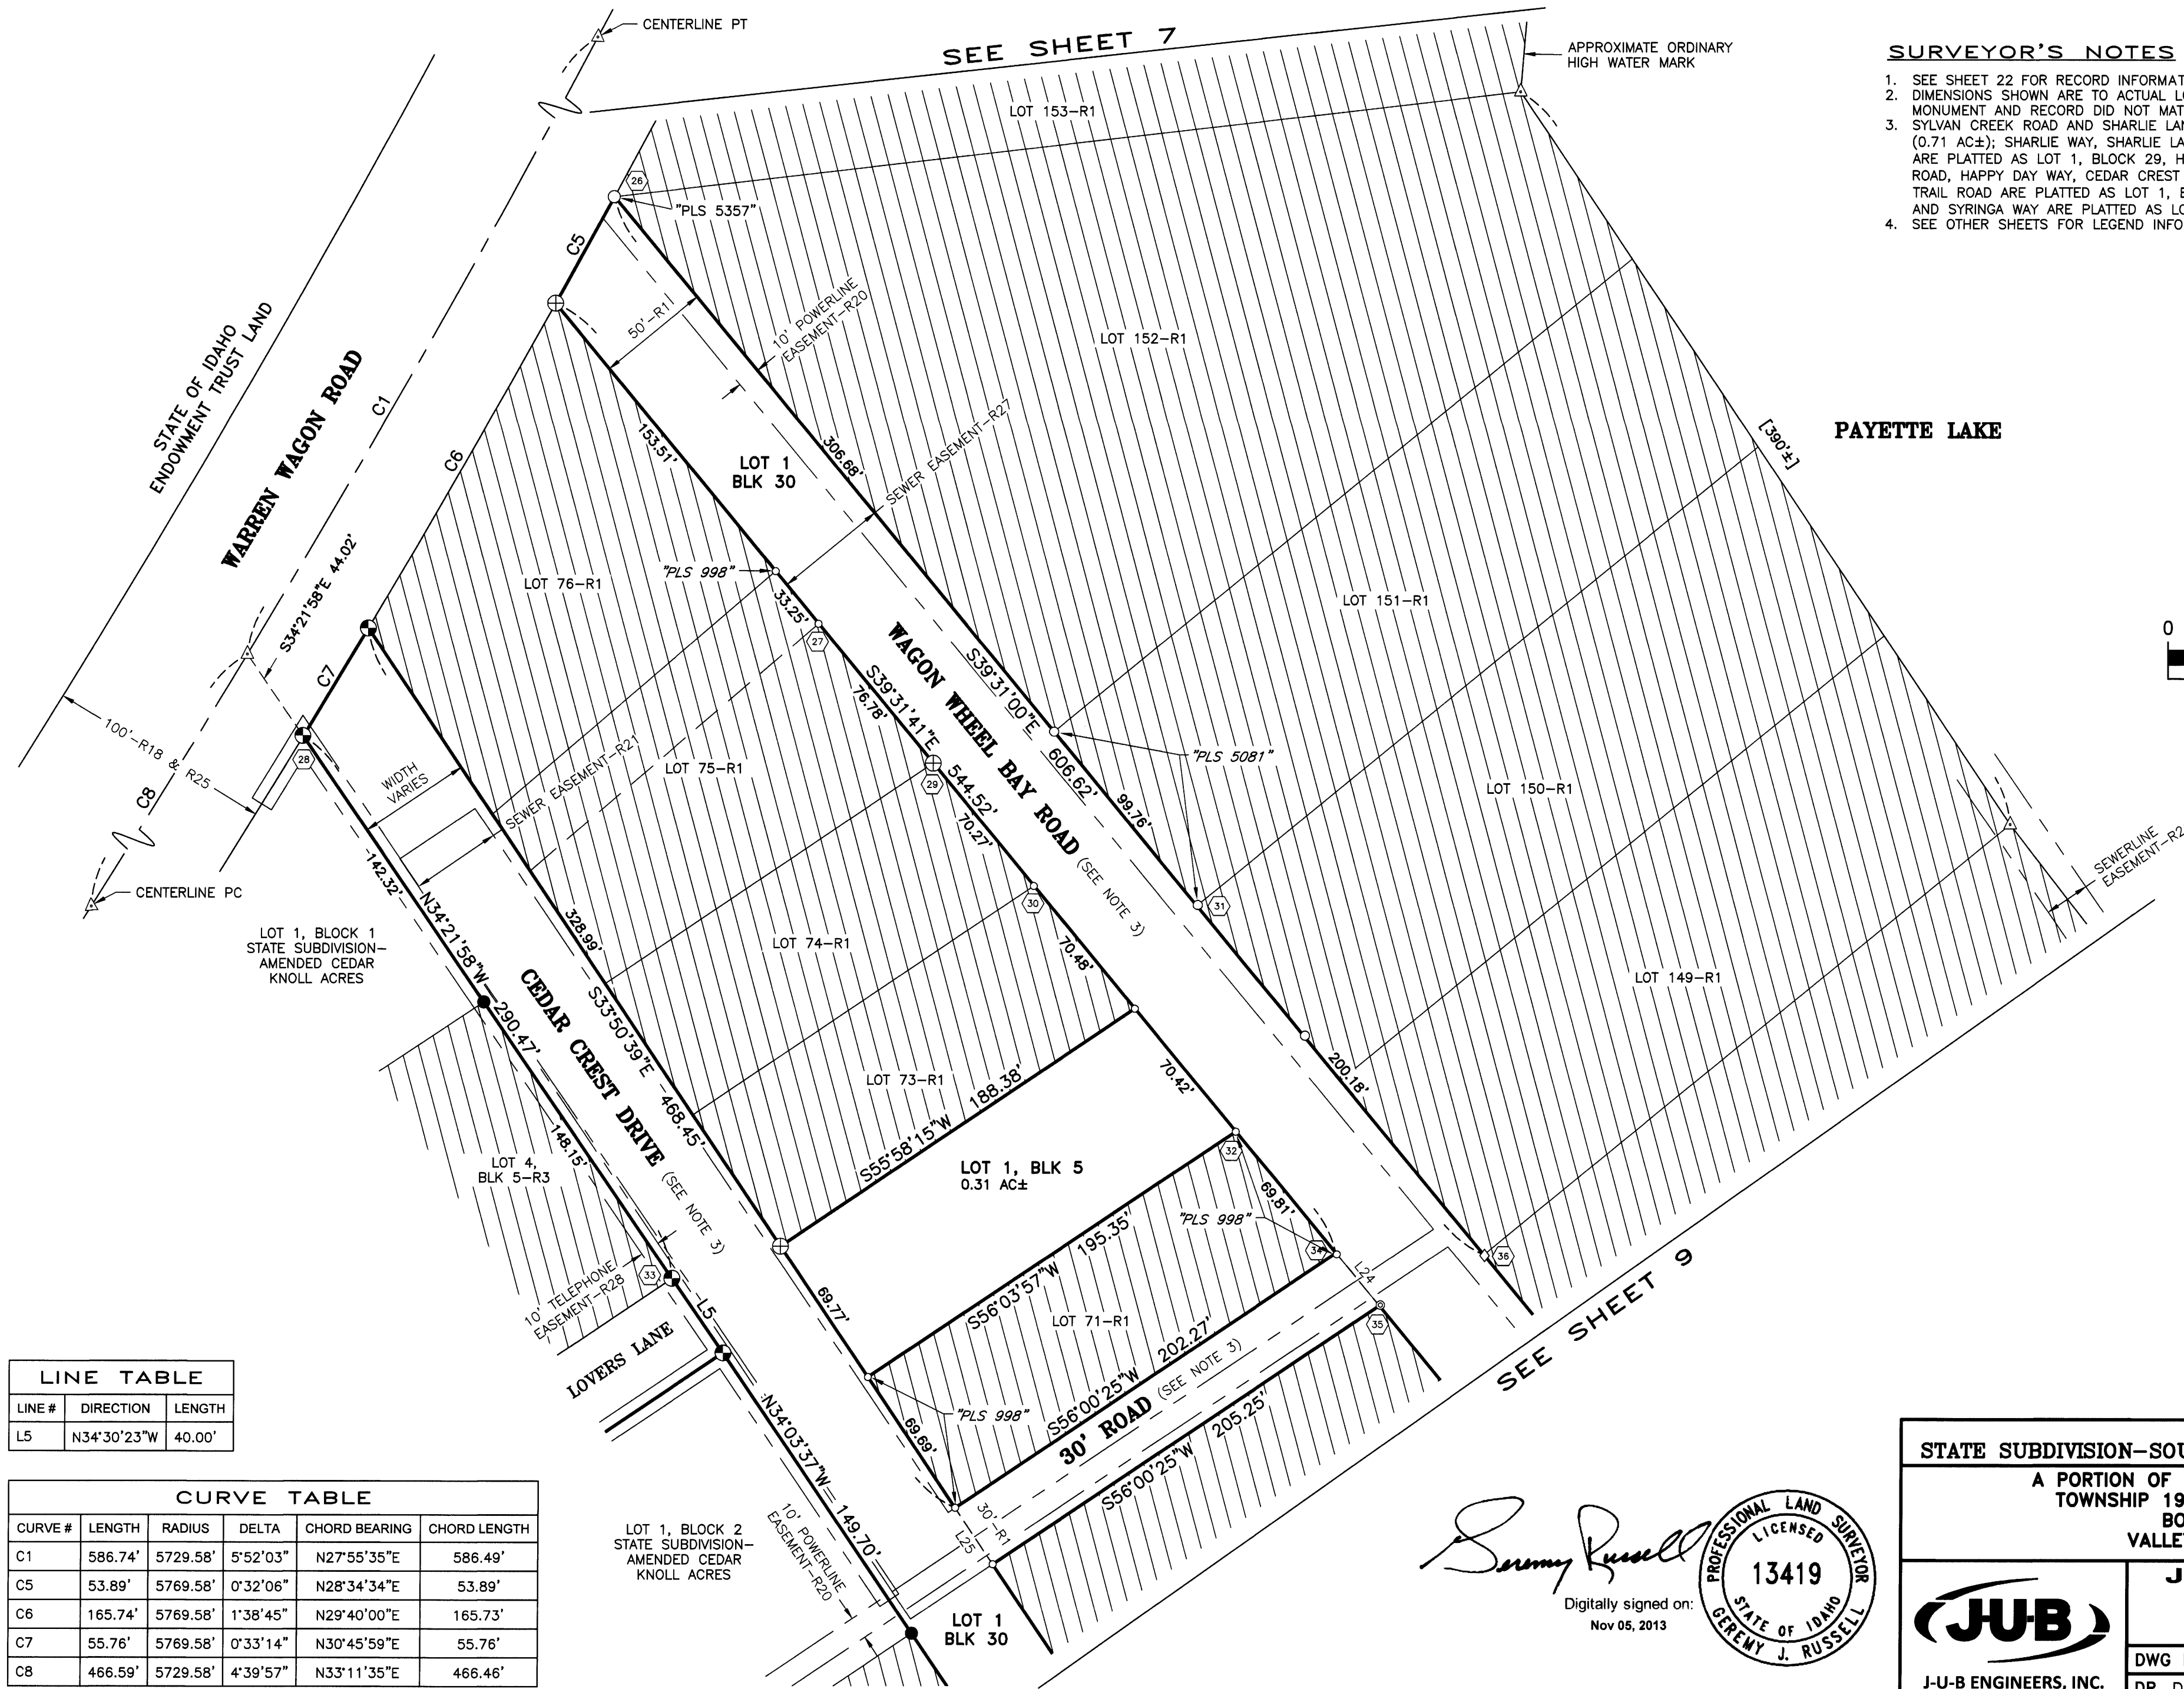 CENTERLINE PT
SEE SHEET 7
APPROXIMATE ORDINARY
HIGH WATER MARK
SURVEYOR'S NOTES
1. SEE SHEET 22 FOR RECORD
2. DIMENSIONS SHOWN ARE TO ACTUAL
MONUMENT AND RECORD DID NOT
3. SYLVAN CREEK ROAD AND SHARLIE
(0.71 AC±); SHARLIE WAY, SHARLIE
ARE PLATTED AS LOT 1, BLOCK 29,
ROAD, HAPPY DAY WAY, CEDAR CREST
TRAIL ROAD ARE PLATTED AS LOT 1,
AND SYRINGA WAY ARE PLATTED AS
4. SEE OTHER SHEETS FOR LEGEND
LOT 153-R1
26
"PLS 5357"
C5
STATE OF IDAHO
ENDOWMENT TRUST LAND
WARREN WAGON ROAD
C1
C6
50'-R1
10' POWERLINE
EASEMENT-R20
LOT 152-R1
153.51'
LOT 1
BLK 30
306.68'
SEWER EASEMENT-R27
[390'±]
PAYETTE LAKE
S34°21'58"E 44.02'
LOT 76-R1
"PLS 998"
33.25'
27
LOT 151-R1
0
C7
28
100'-R18 & R25
C8
WIDTH
VARIES
SEWER EASEMENT-R21
LOT 75-R1
S39°31'41"E
76.78'
29
544.52'
70.27'
WAGON WHEEL BAY ROAD (SEE NOTE 3)
S39°31'00"E
606.62'
"PLS 5081"
99.76'
LOT 150-R1
31
SEWERLINE
CENTERLINE PC
142.32'
N34°21'58"W
290.47'
LOT 1, BLOCK 1
STATE SUBDIVISION-
AMENDED CEDAR
KNOLL ACRES
328.99'
LOT 74-R1
30
70.48'
LOT 149-R1
CEDAR CREST DRIVE (SEE NOTE 3)
S33°50'39"E
468.45'
LOT 73-R1
188.38'
S55°58'15"W
70.42'
200.18'
148.15'
LOT 4,
BLK 5-R3
LOT 1, BLK 5
0.31 AC±
32
69.81'
"PLS 998"
34
36
195.35'
S56°03'57"W
10' TELEPHONE
EASEMENT-R28
33
L5
69.77'
L24
35
SEE SHEET 9
LOT 71-R1
202.27'
S56°00'25"W
LOVERS LANE
30' ROAD (SEE NOTE 3)
"PLS 998"
69.69'
205.25'
S56°00'25"W
N34°03'37"W
149.70'
30'-R1
L25
10' POWERLINE
EASEMENT-R20
LOT 1, BLOCK 2
STATE SUBDIVISION-
AMENDED CEDAR
KNOLL ACRES
LOT 1
BLK 30
LINE TABLE
LINE # DIRECTION LENGTH
L5 N34°30'23"W 40.00'
CURVE TABLE
CURVE # LENGTH RADIUS DELTA CHORD BEARING CHORD LENGTH
C1 586.74' 5729.58' 5°52'03" N27°55'35"E 586.49'
C5 53.89' 5769.58' 0°32'06" N28°34'34"E 53.89'
C6 165.74' 5769.58' 1°38'45" N29°40'00"E 165.73'
C7 55.76' 5769.58' 0°33'14" N30°45'59"E 55.76'
C8 466.59' 5729.58' 4°39'57" N33°11'35"E 466.46'
Geremy Russell
Digitally signed on:
Nov 05, 2013
PROFESSIONAL LAND SURVEYOR
LICENSED
13419
STATE OF IDAHO
GEREMY J. RUSSELL
STATE SUBDIVISION-
A PORTION OF
TOWNSHIP
JUB
J-U-B ENGINEERS, INC.
DWG